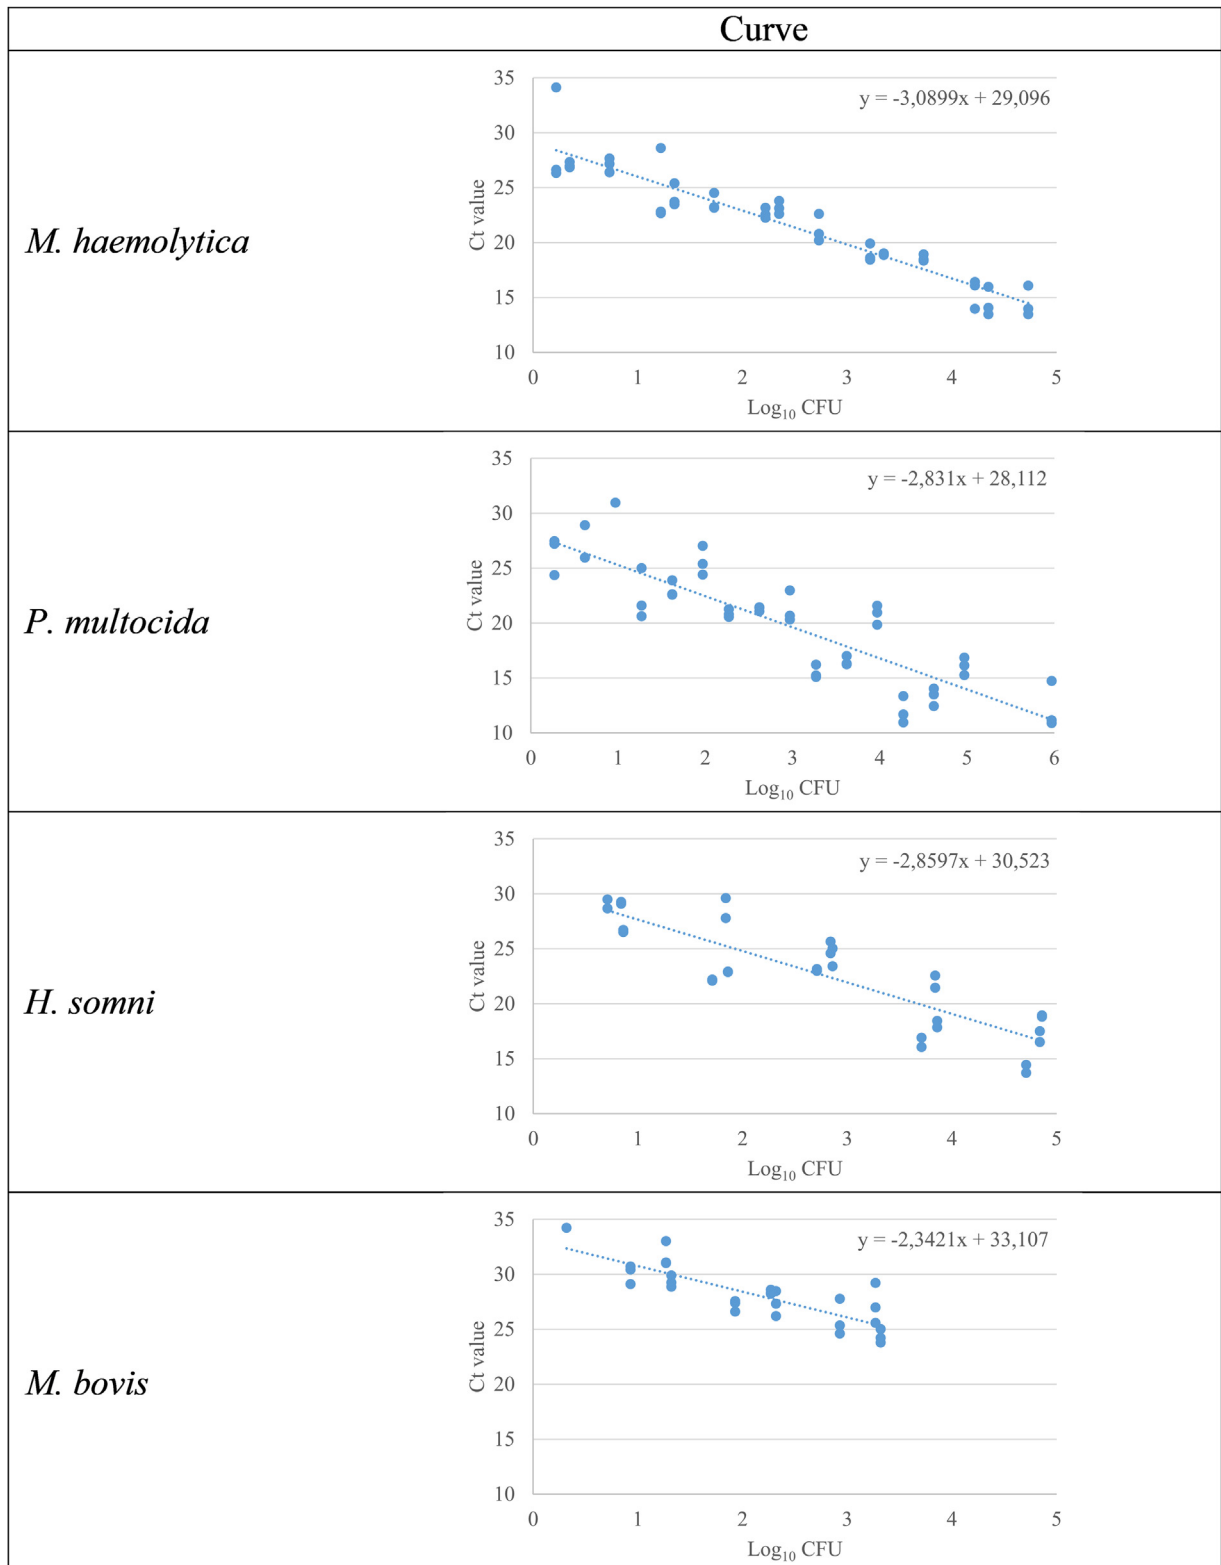 Curve
M. haemolytica
35
30
25
20
15
10
Ct value
y = -3,0899x + 29,096
0 1 2 3 4 5
Log₁₀ CFU
P. multocida
35
30
25
20
15
10
Ct value
y = -2,831x + 28,112
0 1 2 3 4 5 6
Log₁₀ CFU
H. somni
35
30
25
20
15
10
Ct value
y = -2,8597x + 30,523
0 1 2 3 4 5
Log₁₀ CFU
M. bovis
35
30
25
20
15
10
Ct value
y = -2,3421x + 33,107
0 1 2 3 4 5
Log₁₀ CFU